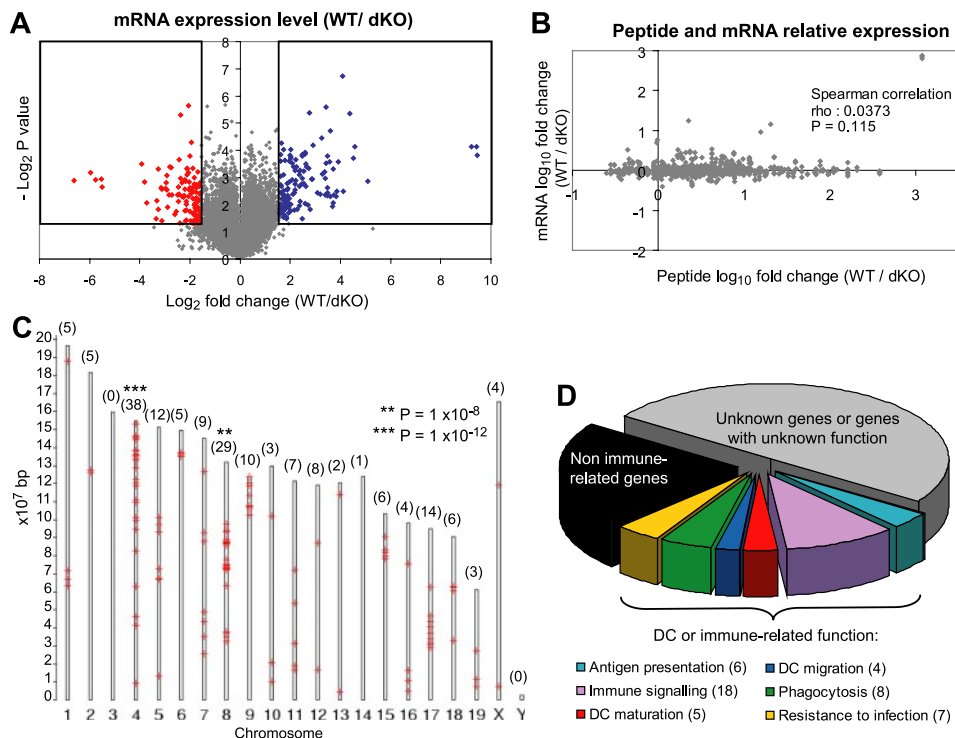 A
mRNA expression level (WT/ dKO)
8
7
6
5
4
3
2
1
0
- Log2 P value
-8 -6 -4 -2 0 2 4 6 8 10
Log2 fold change (WT/dKO)
B
Peptide and mRNA relative expression
3
2
1
0
-1
-2
-1 0 1 2 3
Spearman correlation
rho : 0.0373
P = 0.115
mRNA log10 fold change
(WT / dKO)
Peptide log10 fold change (WT / dKO)
C
x10^7 bp
20
19
18
17
16
15
14
13
12
11
10
9
8
7
6
5
4
3
2
1
0
(5) (5) (0) *** (38) (12) (5) (9) ** (29) (10) (3) (7) (8) (2) (1) (6) (4) (14) (6) (3) (4) (0)
** P = 1 x10^-8
*** P = 1 x10^-12
1 2 3 4 5 6 7 8 9 10 11 12 13 14 15 16 17 18 19 X Y
Chromosome
D
Unknown genes or genes
with unknown function
Non immune-
related genes
DC or immune-related function:
Antigen presentation (6)
Immune signalling (18)
DC maturation (5)
DC migration (4)
Phagocytosis (8)
Resistance to infection (7)